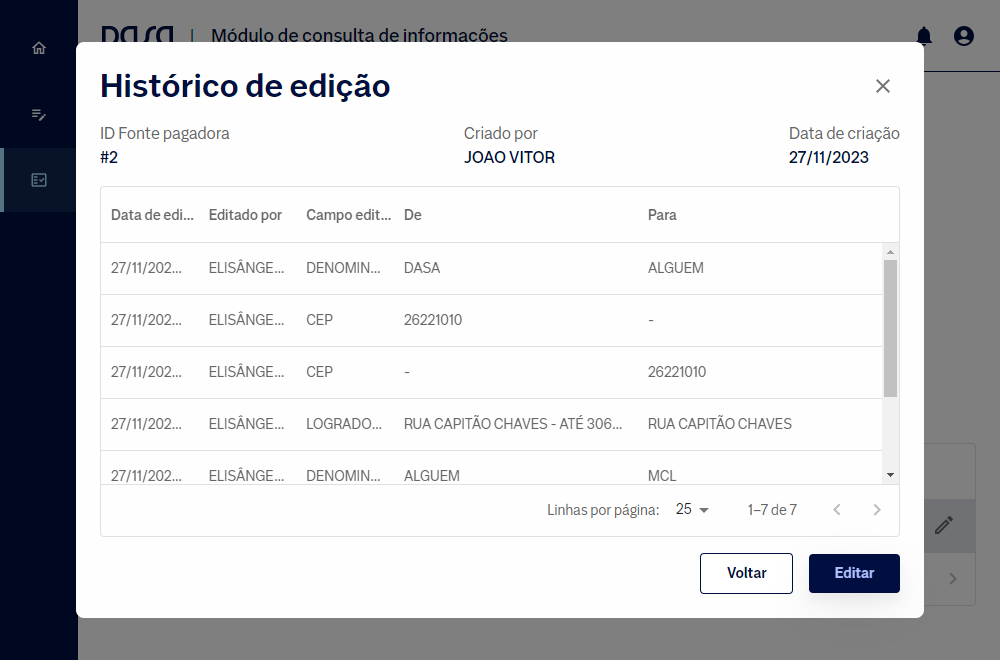 Dasa | Módulo de consulta de informações
Histórico de edição
ID Fonte pagadora Criado por Data de criação
#2 JOAO VITOR 27/11/2023
Data de edi... Editado por Campo edit... De Para
27/11/202... ELISÂNGE... DENOMIN... DASA ALGUEM
27/11/202... ELISÂNGE... CEP 26221010 -
27/11/202... ELISÂNGE... CEP - 26221010
27/11/202... ELISÂNGE... LOGRADO... RUA CAPITÃO CHAVES - ATÉ 306... RUA CAPITÃO CHAVES
27/11/202... ELISÂNGE... DENOMIN... ALGUEM MCL
Linhas por página: 25 1–7 de 7
Voltar Editar